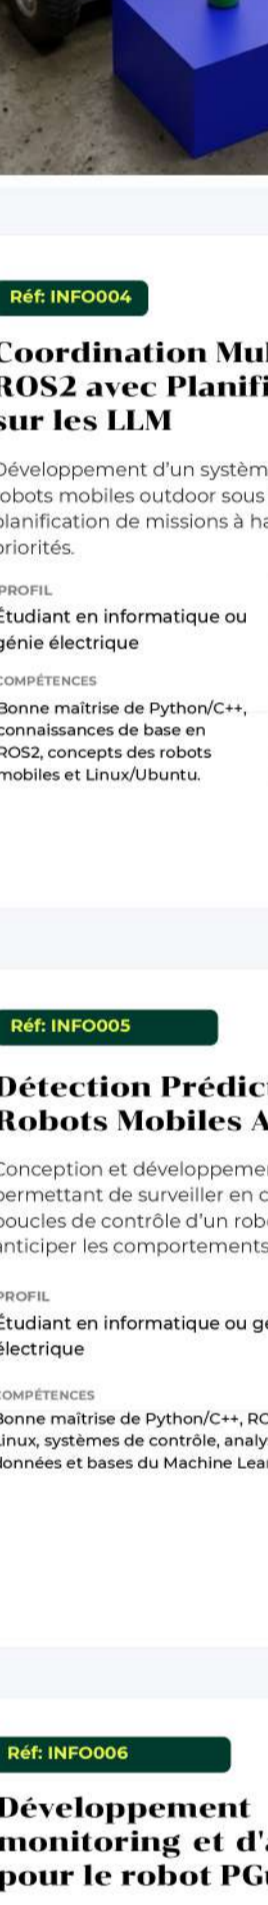 Réf: INFO004
Coordination Mul
ROS2 avec Planifi
sur les LLM
Développement d'un systèm
robots mobiles outdoor sous
planification de missions à ha
priorités.
PROFIL
Étudiant en informatique ou
génie électrique
COMPÉTENCES
Bonne maîtrise de Python/C++,
connaissances de base en
ROS2, concepts des robots
mobiles et Linux/Ubuntu.
Réf: INFO005
Détection Prédic
Robots Mobiles A
Conception et développeme
permettant de surveiller en c
boucles de contrôle d'un rob
anticiper les comportements
PROFIL
Étudiant en informatique ou gé
électrique
COMPÉTENCES
Bonne maîtrise de Python/C++, RO
Linux, systèmes de contrôle, analy
données et bases du Machine Lear
Réf: INFO006
Développement
monitoring et d'a
pour le robot PG